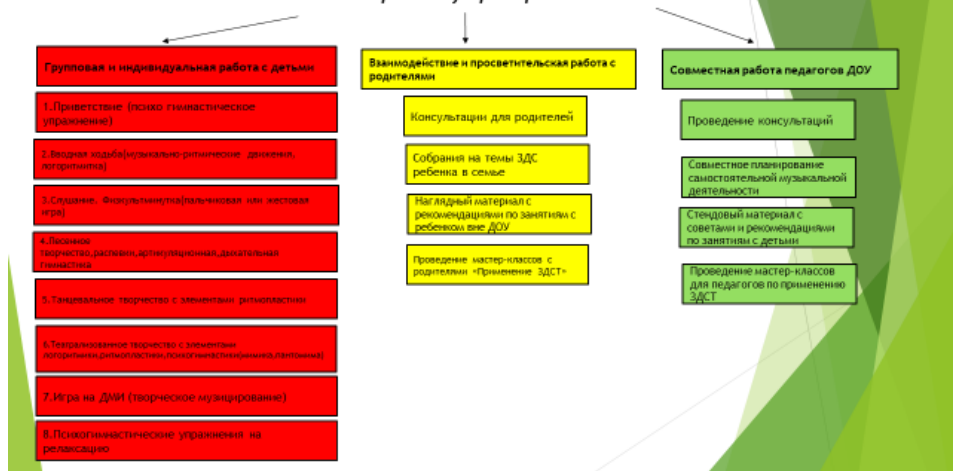 Групповая и индивидуальная работа с детьми
1.Приветствие (психо гимнастическое
упражнение)
2.Вводная ходьба(музыкально-ритмические движения,
логоритмика)
3.Слушание. Физкультминутка(пальчиковая или жестовая
игра)
4.Песенное
творчество,распевки,артикуляционная,дыхательная
гимнастика
5.Танцевальное творчество с элементами ритмопластики
6.Театрализованное творчество с элементами
логоритмики,ритмопластики,психогимнастики(мимика,пантомима)
7.Игра на ДМИ (творческое музицирование)
8.Психогимнастические упражнения на
релаксацию
Взаимодействие и просветительская работа с
родителями
Консультации для родителей
Собрания на темы ЗДС
ребенка в семье
Наглядный материал с
рекомендациями по занятиям с
ребенком вне ДОУ
Проведение мастер-классов с
родителями «Применение ЗДСТ»
Совместная работа педагогов ДОУ
Проведение консультаций
Совместное планирование
самостоятельной музыкальной
деятельности
Стендовый материал с
советами и рекомендациями
по занятиям с детьми
Проведение мастер-классов
для педагогов по применению
ЗДСТ